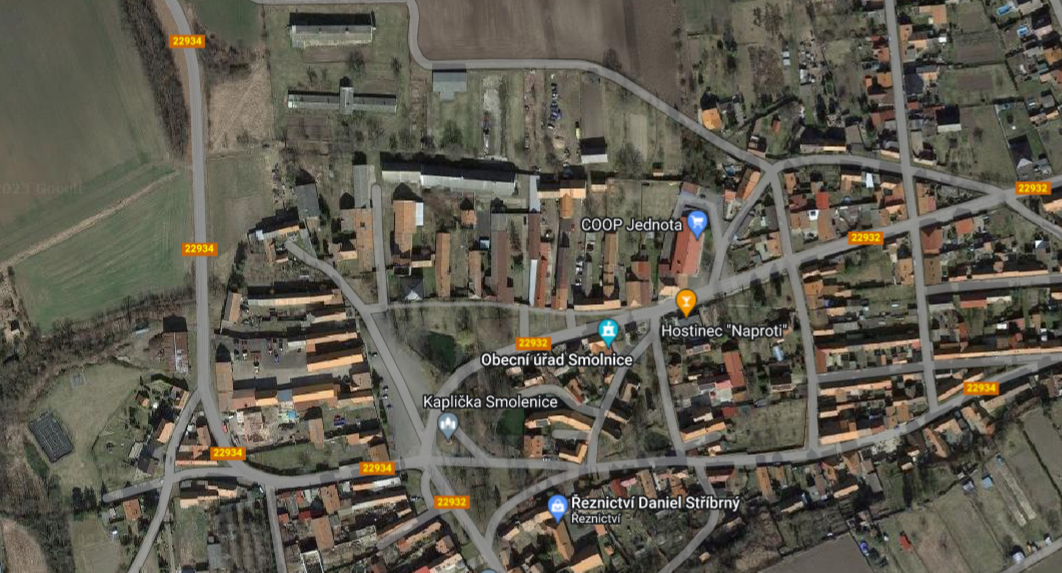 22934
22932
22934
22932
COOP Jednota
Hostinec "Naproti"
22932
Obecní úřad Smolnice
22934
Kaplička Smolenice
22934
22934
22932
Řeznictví Daniel Stříbrný
Řeznictví